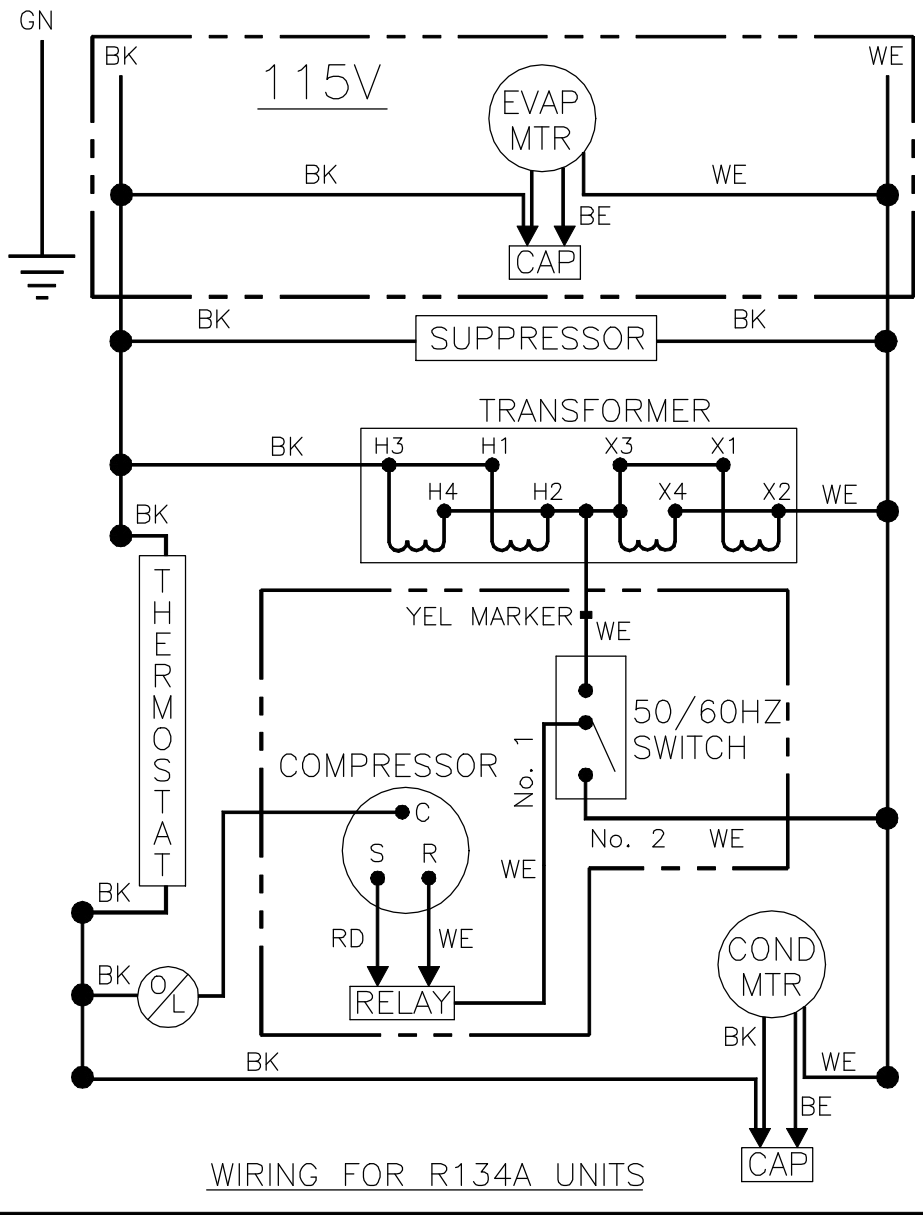 GN
BK
WE
115V
EVAP
MTR
BK
WE
BE
CAP
BK
BK
SUPPRESSOR
TRANSFORMER
BK
H3
H1
X3
X1
H4
H2
X4
X2
WE
BK
THERMOSTAT
YEL MARKER
WE
50/60HZ
SWITCH
No. 1
COMPRESSOR
C
No. 2
WE
S
R
WE
BK
RD
WE
COND
MTR
BK
O/L
RELAY
BK
BK
WE
BE
CAP
WIRING FOR R134A UNITS